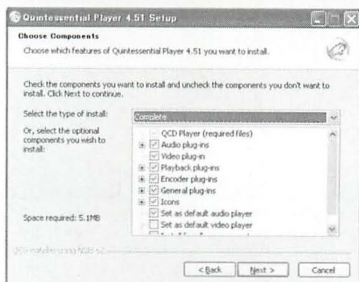 Quintessential Player 4.51 Setup
Choose Components
Choose which features of Quintessential Player 4.51 you want to install.
Check the components you want to install and uncheck the components you don't want to
install. Click Next to continue.
Select the type of install:
Complete
Or, select the optional
components you wish to
install:
QCD Player (required files)
Audio plug-ins
Video plug-in
Playback plug-ins
Encoder plug-ins
General plug-ins
Icons
Set as default audio player
Set as default video player
Space required: 5.1MB
< Back
Next >
Cancel